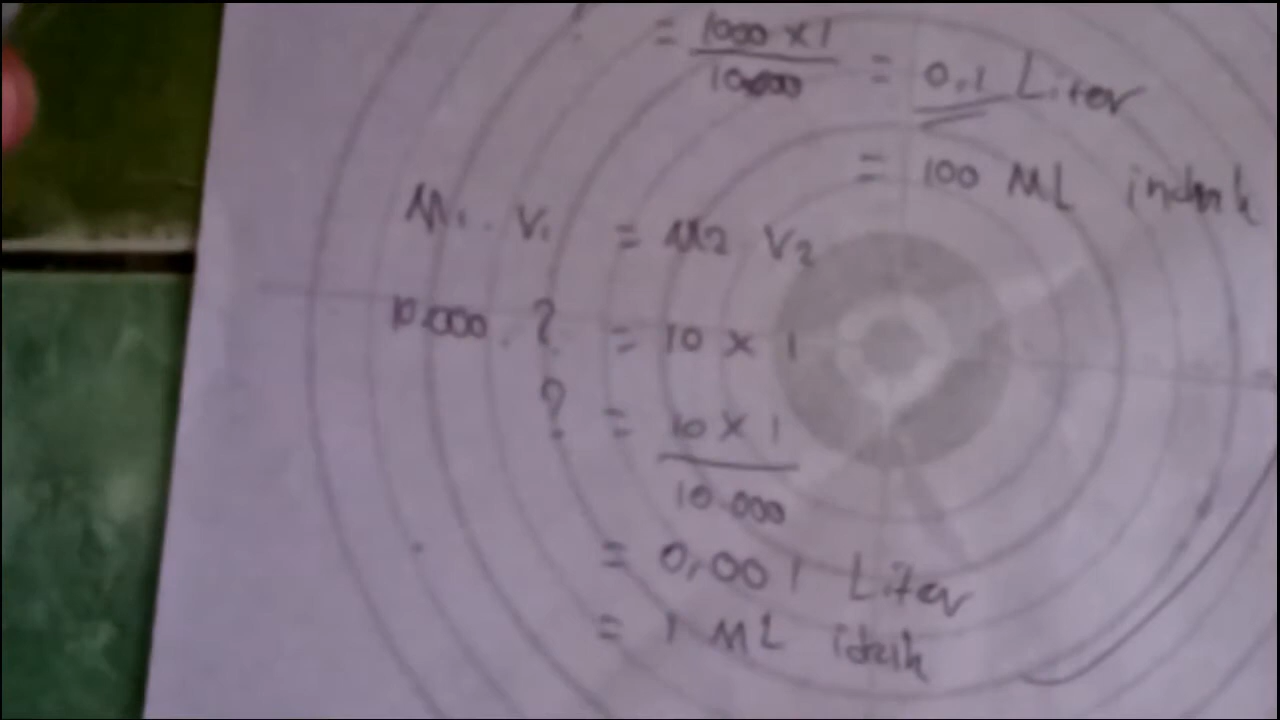 = 1000 x 1 / 10.000 = 0,1 Liter
= 100 ML induk
M1 . V1 = M2 V2
10.000 . ? = 10 x 1
? = 10 x 1 / 10.000
= 0,001 Liter
= 1 ML